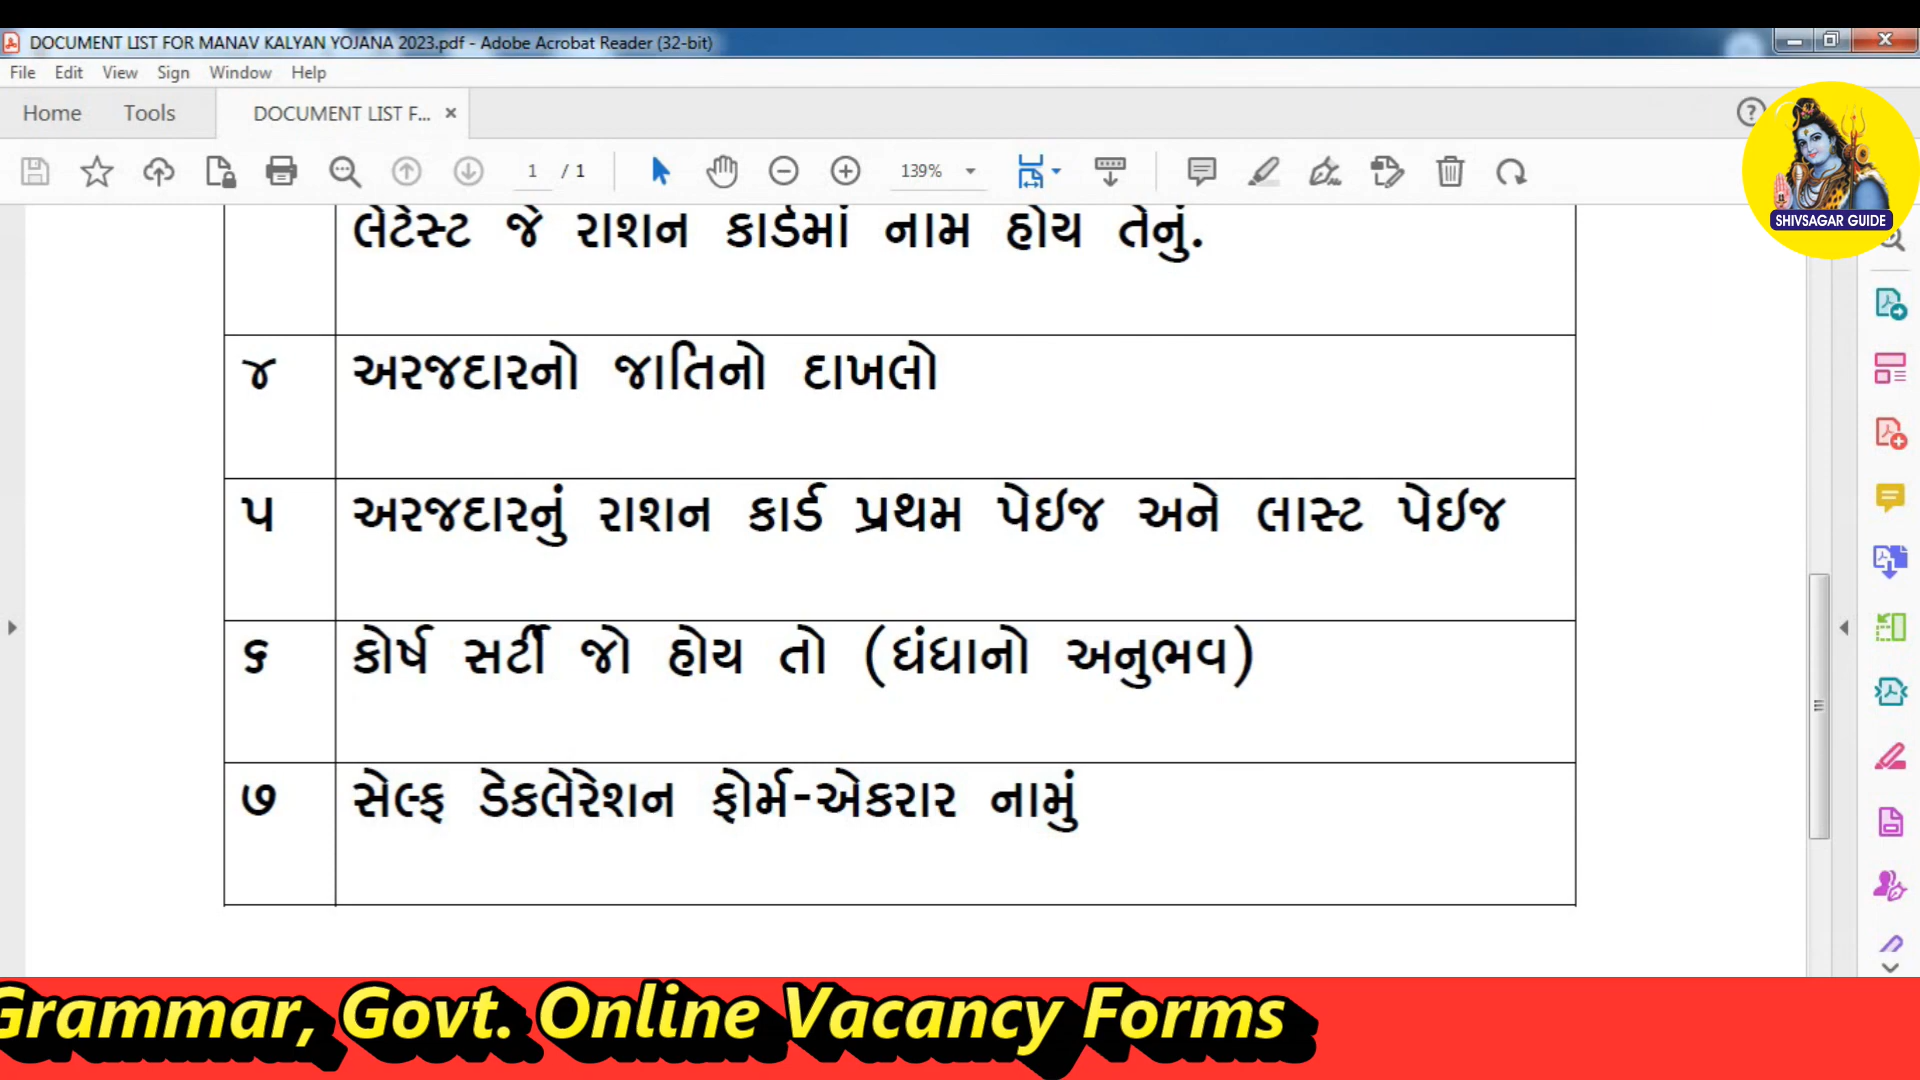 DOCUMENT LIST FOR MANAV KALYAN YOJANA 2023.pdf - Adobe Acrobat Reader (32-bit)
File Edit View Sign Window Help
Home Tools DOCUMENT LIST F... ×
1 / 1 139%
SHIVSAGAR GUIDE
લેટેસ્ટ જે રાશન કાર્ડમાં નામ હોય તેનું.
૪ અરજદારનો જાતિનો દાખલો
૫ અરજદારનું રાશન કાર્ડ પ્રથમ પેઇજ અને લાસ્ટ પેઇજ
૬ કોર્ષ સર્ટી જો હોય તો (ધંધાનો અનુભવ)
૭ સેલ્ફ ડેકલેરેશન ફોર્મ-એકરાર નામું
Grammar, Govt. Online Vacancy Forms